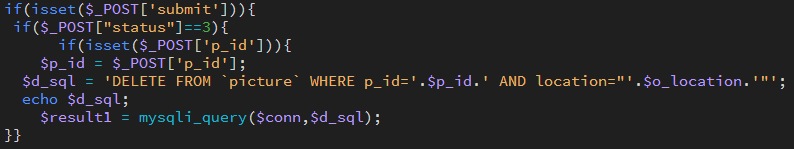 if(isset($_POST['submit'])){
if($_POST["status"]==3){
if(isset($_POST['p_id'])){
$p_id = $_POST['p_id'];
$d_sql = 'DELETE FROM `picture` WHERE p_id='.$p_id.' AND location="'.$o_location.'"';
echo $d_sql;
$result1 = mysqli_query($conn,$d_sql);
}}